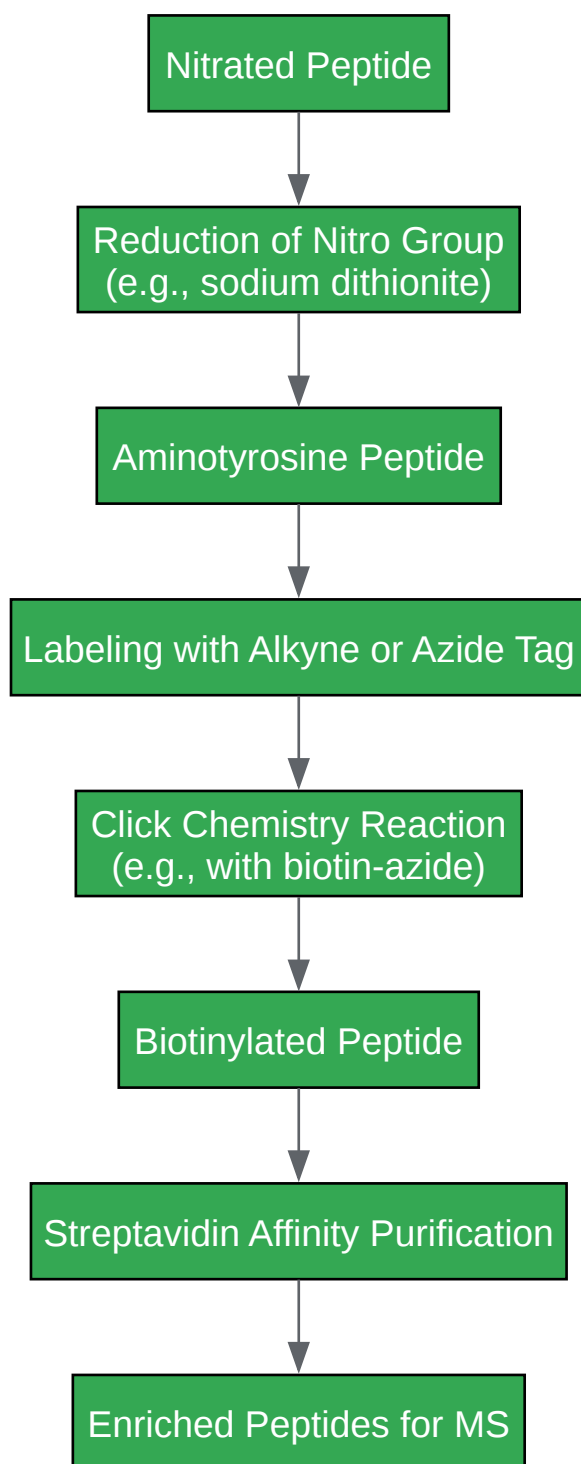 Nitrated Peptide
Reduction of Nitro Group
(e.g., sodium dithionite)
Aminotyrosine Peptide
Labeling with Alkyne or Azide Tag
Click Chemistry Reaction
(e.g., with biotin-azide)
Biotinylated Peptide
Streptavidin Affinity Purification
Enriched Peptides for MS